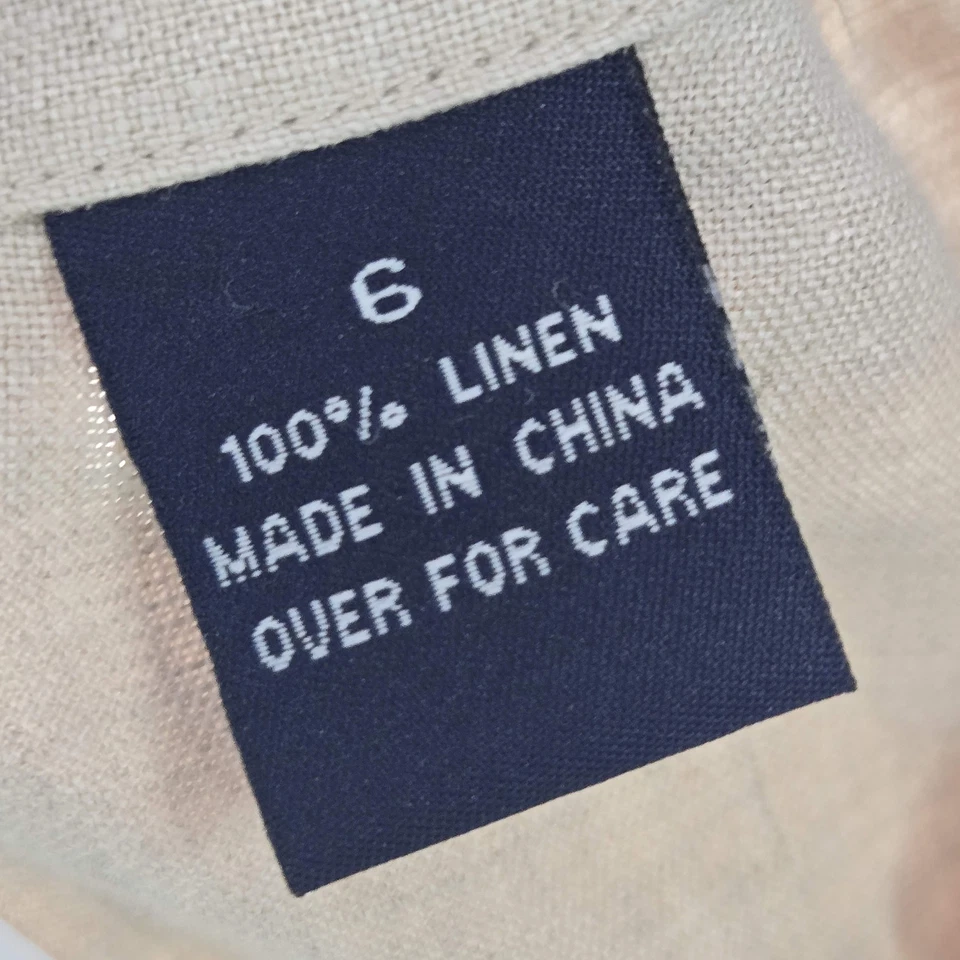 6
100% LINEN
MADE IN CHINA
OVER FOR CARE